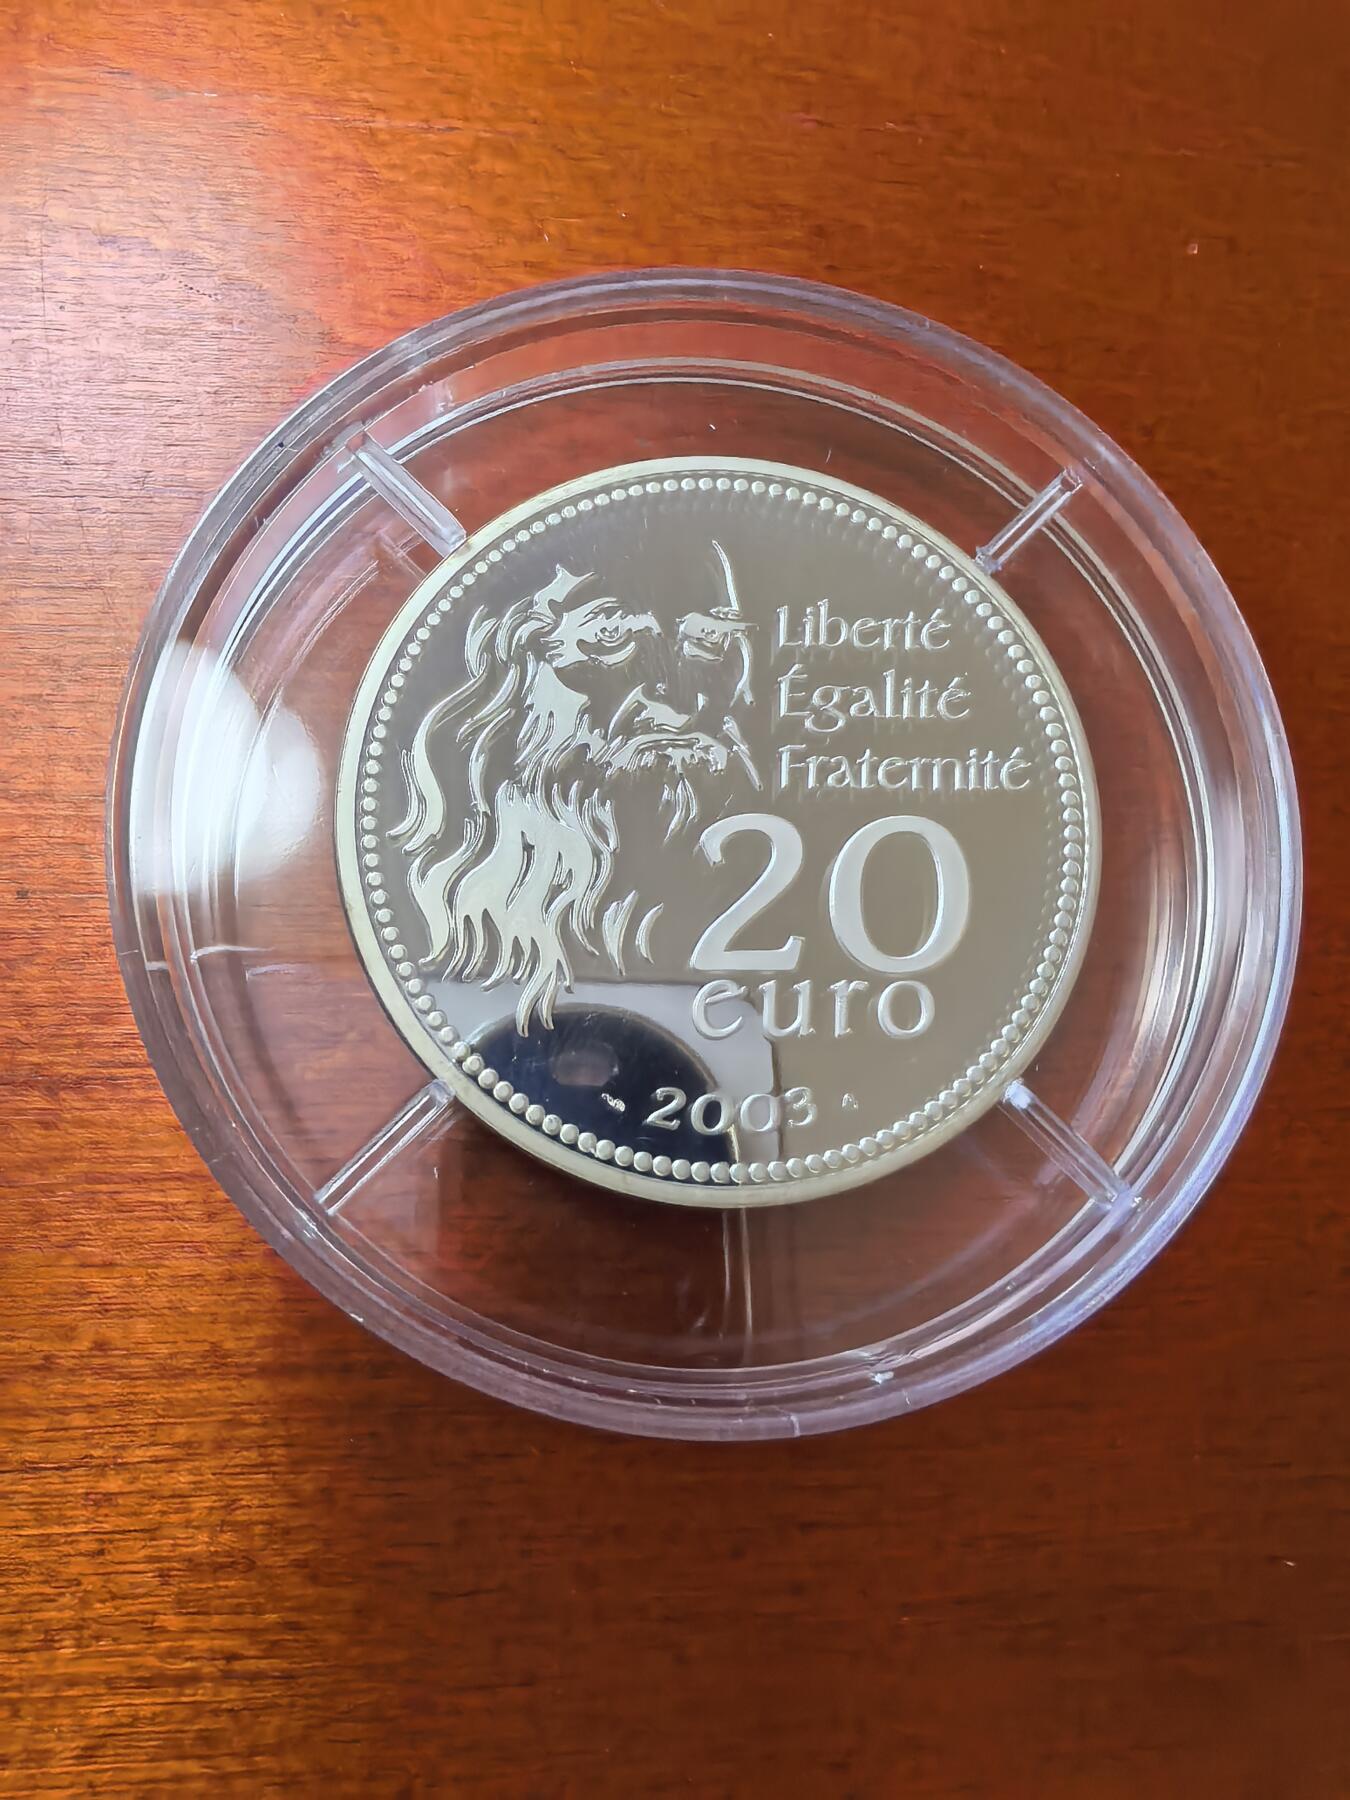 Liberté
Égalité
Fraternité
20
euro
2003